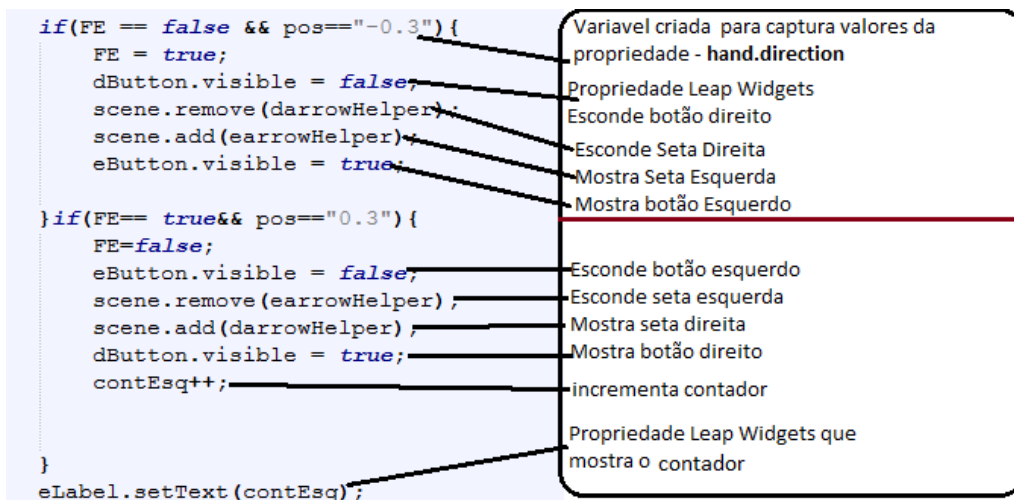 if(FE == false && pos=="-0.3"){
FE = true;
dButton.visible = false;
scene.remove(darrowHelper);
scene.add(earrowHelper);
eButton.visible = true;
}if(FE== true&& pos=="0.3"){
FE=false;
eButton.visible = false;
scene.remove(earrowHelper);
scene.add(darrowHelper);
dButton.visible = true;
contEsq++;
}
eLabel.setText(contEsq);
Variavel criada para captura valores da
propriedade - hand.direction
Propriedade Leap Widgets
Esconde botão direito
Esconde Seta Direita
Mostra Seta Esquerda
Mostra botão Esquerdo
Esconde botão esquerdo
Esconde seta esquerda
Mostra seta direita
Mostra botão direito
incrementa contador
Propriedade Leap Widgets que
mostra o contador